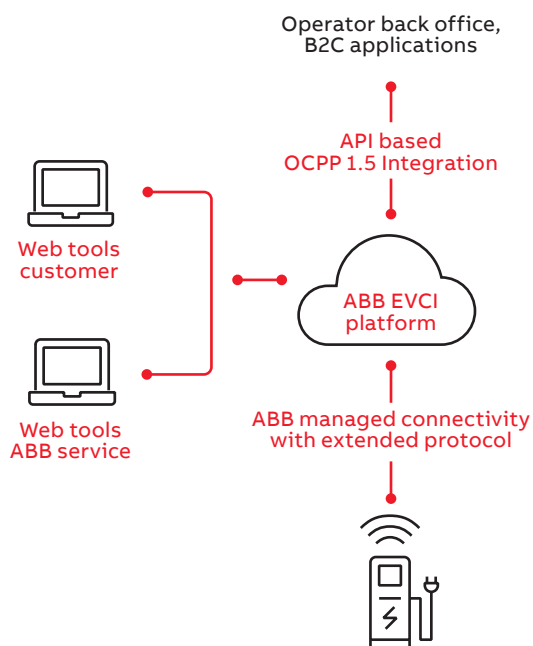 Operator back office,
B2C applications
API based
OCPP 1.5 Integration
Web tools
customer
ABB EVCI
platform
Web tools
ABB service
ABB managed connectivity
with extended protocol